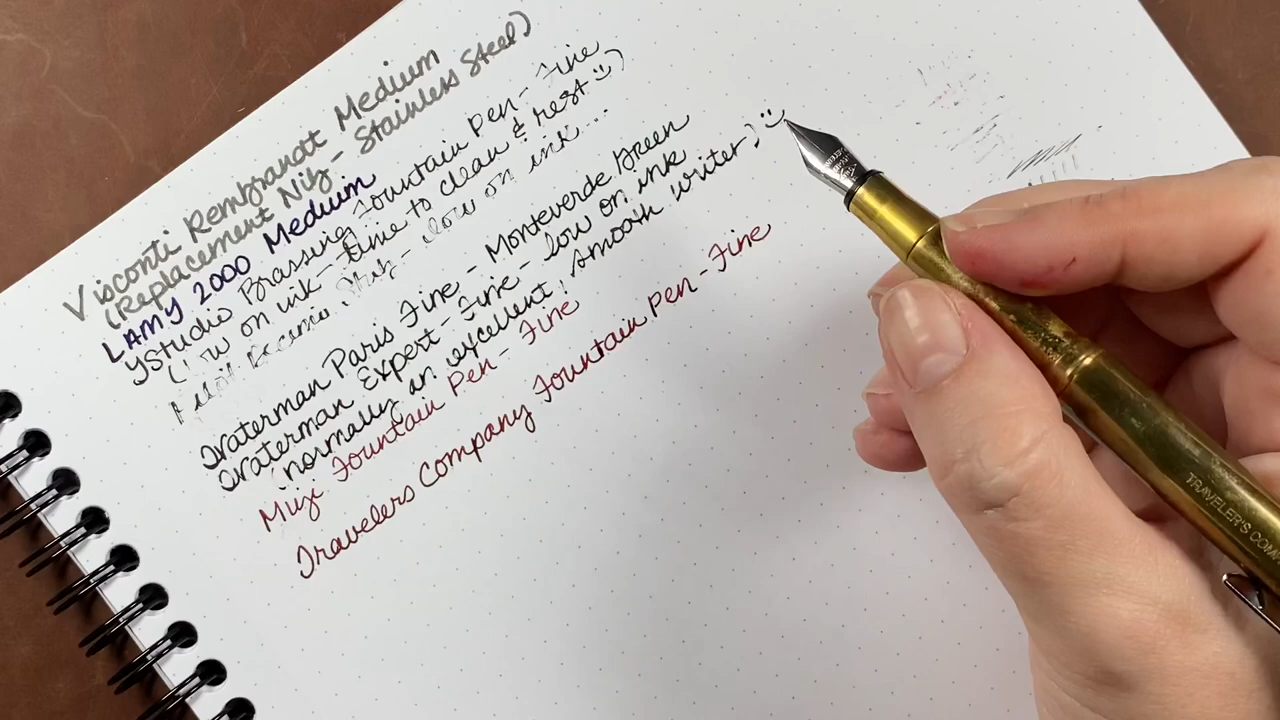 Visconti Rembrandt Medium
(Replacement Nib - Stainless Steel)
LAMY 2000 Medium
YStudio Brassing Fountain Pen - Fine
(low on ink - time to clean & rest :))
low on ink...
Waterman Paris Fine - Monteverde Green
Waterman Expert - Fine - low on ink
(normally an excellent, smooth writer) :)
Muji Fountain Pen - Fine
Travelers Company Fountain Pen - Fine
TRAVELER'S COM